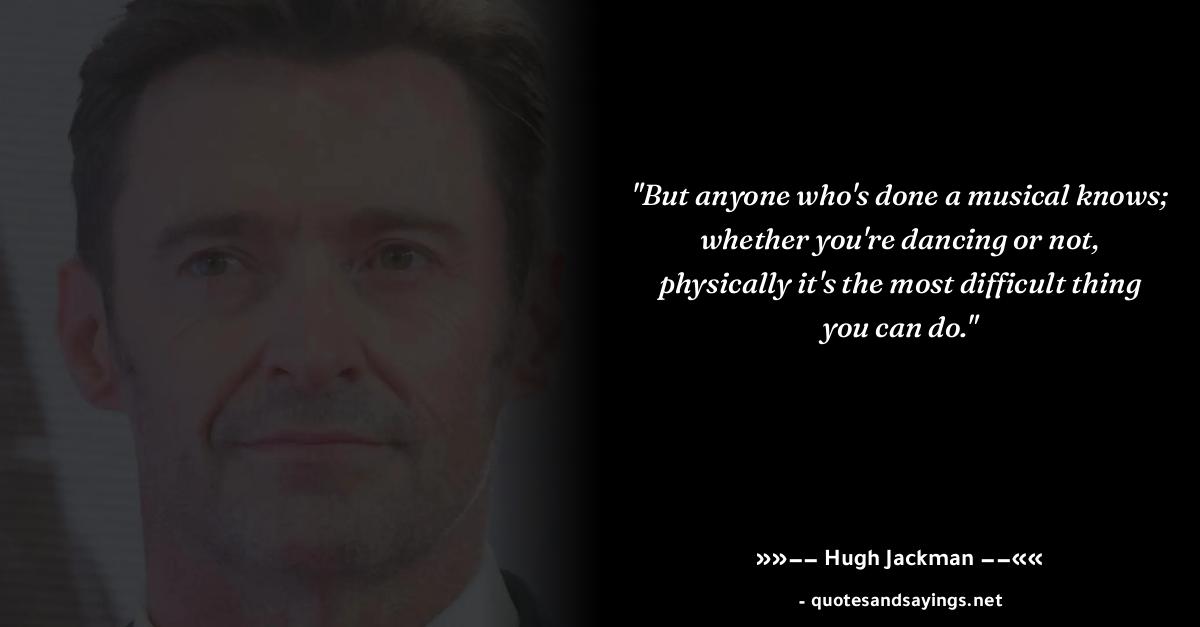 "But anyone who's done a musical knows;
whether you're dancing or not,
physically it's the most difficult thing
you can do."
»»–– Hugh Jackman ––««
- quotesandsayings.net